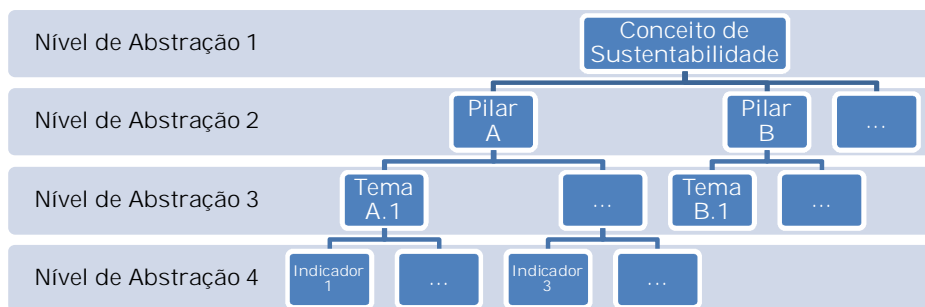 Nível de Abstração 1
Conceito de
Sustentabilidade
Nível de Abstração 2
Pilar
A
Pilar
B
...
Nível de Abstração 3
Tema
A.1
...
Tema
B.1
...
Nível de Abstração 4
Indicador
1
...
Indicador
3
...